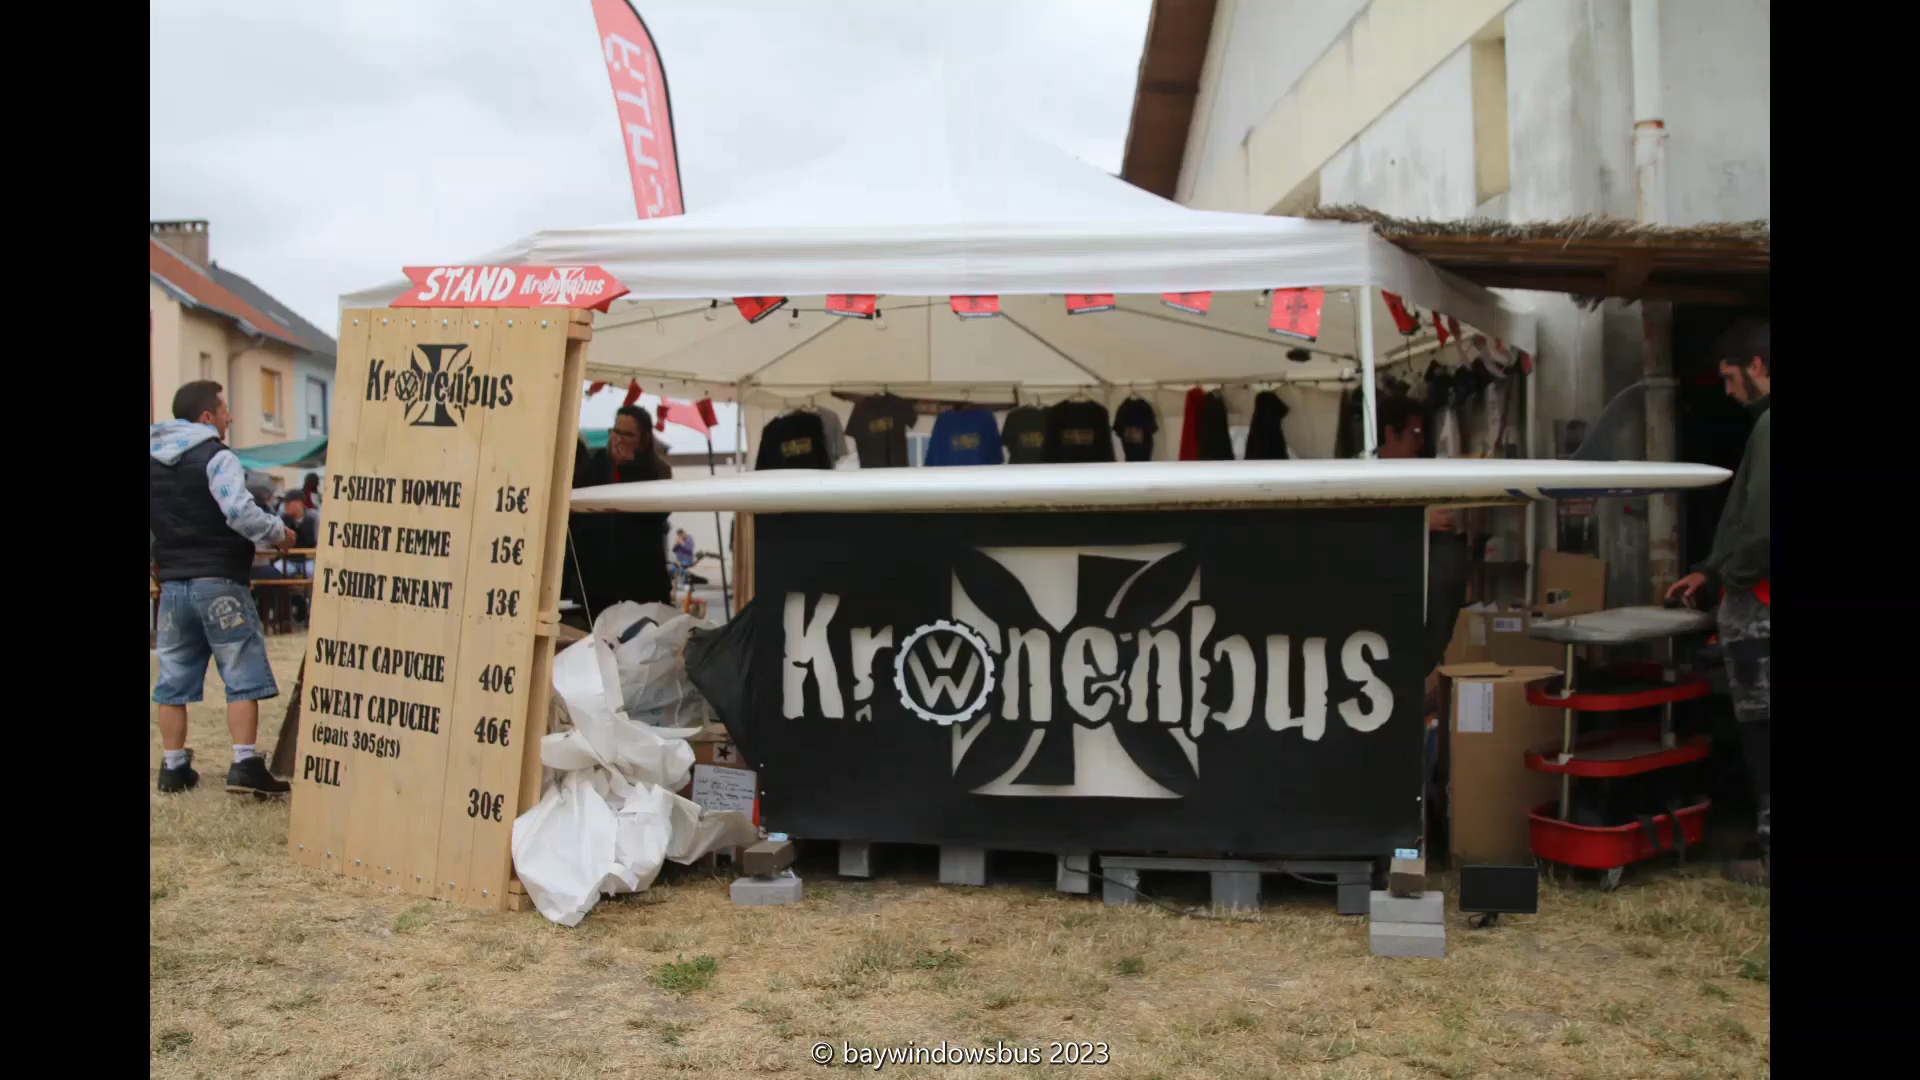 STAND Kronenbus
Kronenbus
T-SHIRT HOMME 15€
T-SHIRT FEMME 15€
T-SHIRT ENFANT 13€
SWEAT CAPUCHE 40€
SWEAT CAPUCHE 46€
(épais 305grs)
PULL 30€
Kronenbus
© baywindowsbus 2023